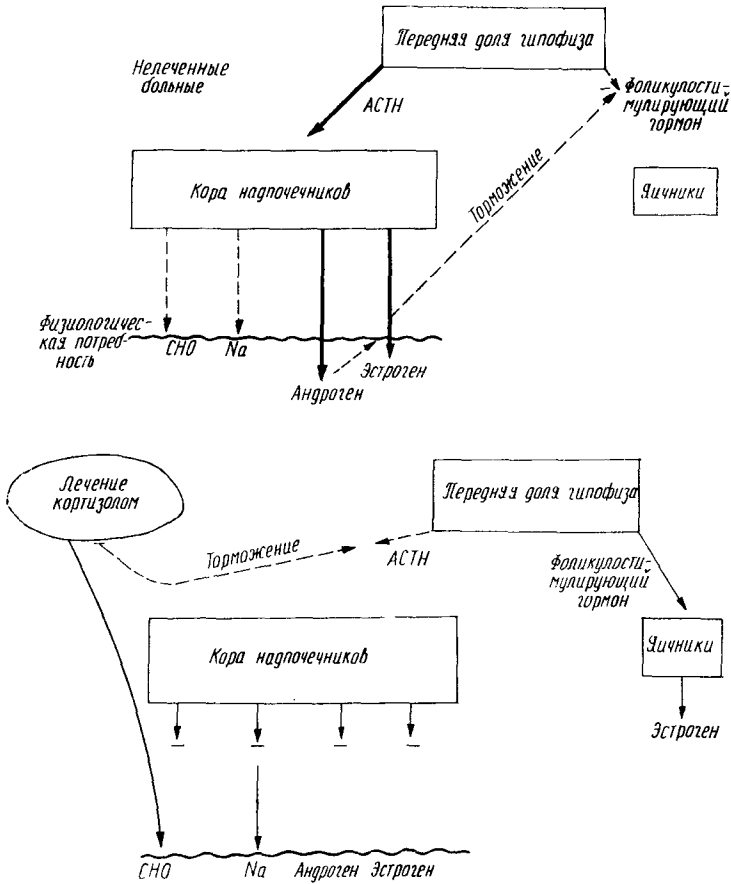 Передняя доля гипофиза
Нелеченные
больные
АСТН
Фоликулости-
мулирующий
гормон
Торможение
Кора надпочечников
Яичники
Физиологичес-
кая потреб-
ность
СНО
Na
Андроген
Эстроген
Лечение
кортизолом
Передняя доля гипофиза
Торможение
АСТН
Фоликулости-
мулирующий
гормон
Кора надпочечников
Яичники
Эстроген
СНО
Na
Андроген
Эстроген